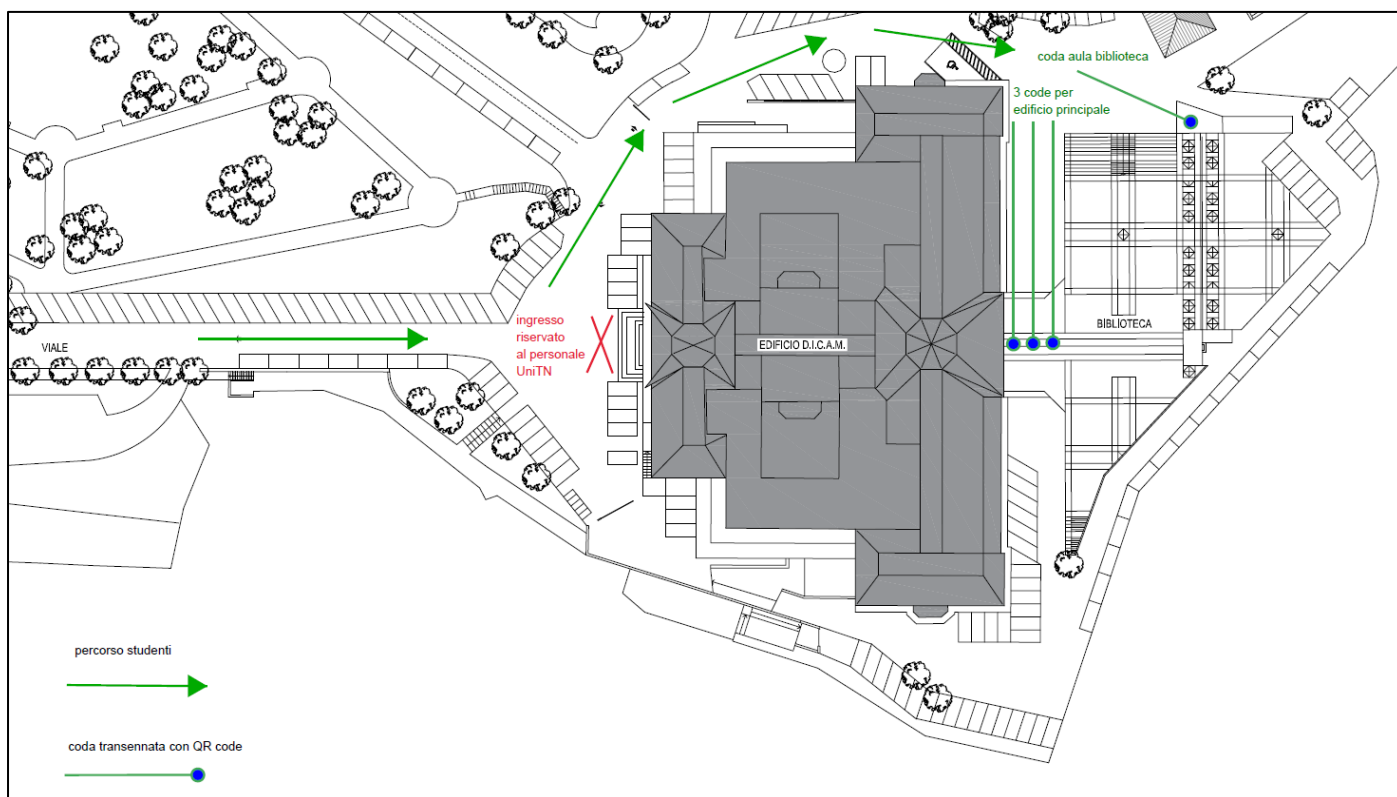 coda aula biblioteca
3 code per
edificio principale
ingresso
riservato
al personale
UniTN
VIALE
EDIFICIO D.I.C.A.M.
BIBLIOTECA
percorso studenti
coda transennata con QR code